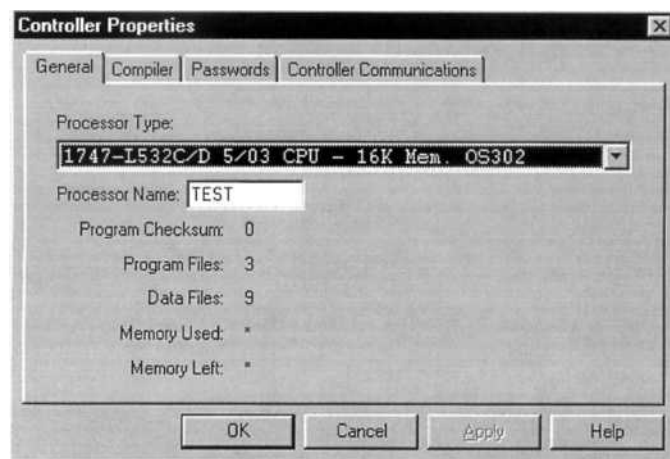 Controller Properties
General Compiler Passwords Controller Communications
Processor Type:
1747-L532C/D 5/03 CPU - 16K Mem. OS302
Processor Name: TEST
Program Checksum: 0
Program Files: 3
Data Files: 9
Memory Used: *
Memory Left: *
OK Cancel Apply Help